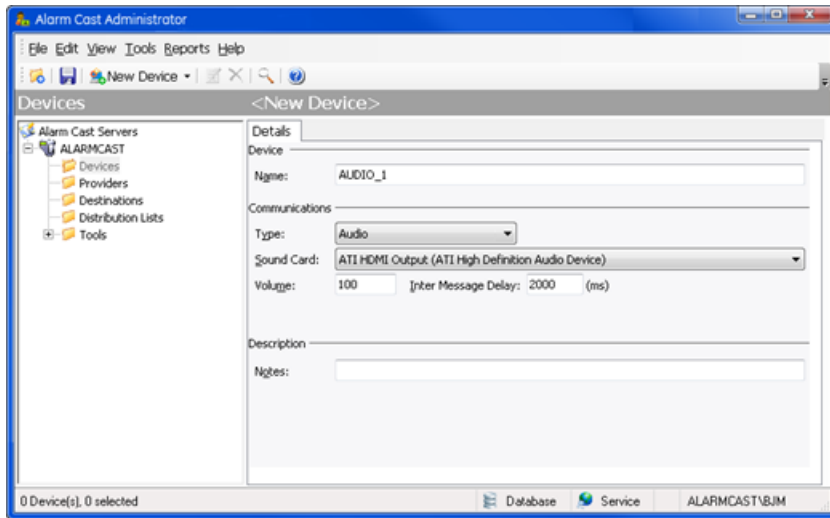 Alarm Cast Administrator
File Edit View Tools Reports Help
New Device
Devices
<New Device>
Alarm Cast Servers
ALARMCAST
Devices
Providers
Destinations
Distribution Lists
Tools
Details
Device
Name: AUDIO_1
Communications
Type: Audio
Sound Card: ATI HDMI Output (ATI High Definition Audio Device)
Volume: 100 Inter Message Delay: 2000 (ms)
Description
Notes:
0 Device(s), 0 selected Database Service ALARMCAST\BJM